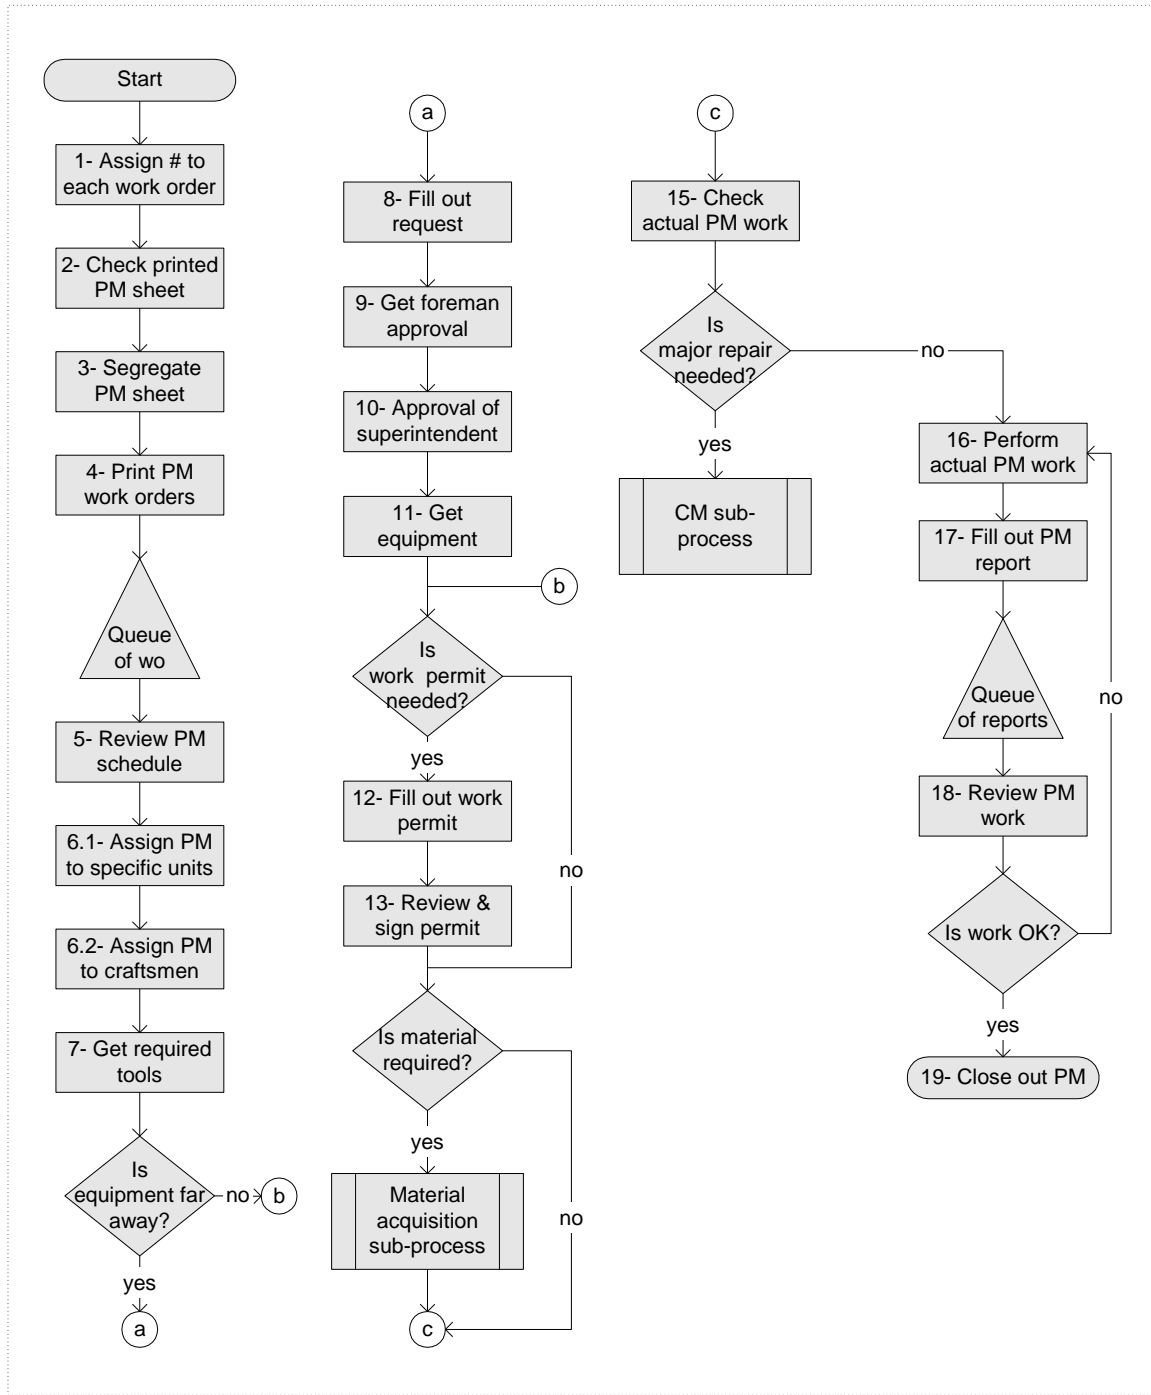 Start
1- Assign # to
each work order
2- Check printed
PM sheet
3- Segregate
PM sheet
4- Print PM
work orders
Queue
of wo
5- Review PM
schedule
6.1- Assign PM
to specific units
6.2- Assign PM
to craftsmen
7- Get required
tools
Is
equipment far
away?
no
b
yes
a
a
8- Fill out
request
9- Get foreman
approval
10- Approval of
superintendent
11- Get
equipment
b
Is
work permit
needed?
yes
12- Fill out work
permit
no
13- Review &
sign permit
Is material
required?
yes
Material
acquisition
sub-process
no
c
c
15- Check
actual PM work
Is
major repair
needed?
no
yes
CM sub-
process
16- Perform
actual PM work
17- Fill out PM
report
Queue
of reports
no
18- Review PM
work
Is work OK?
yes
19- Close out PM